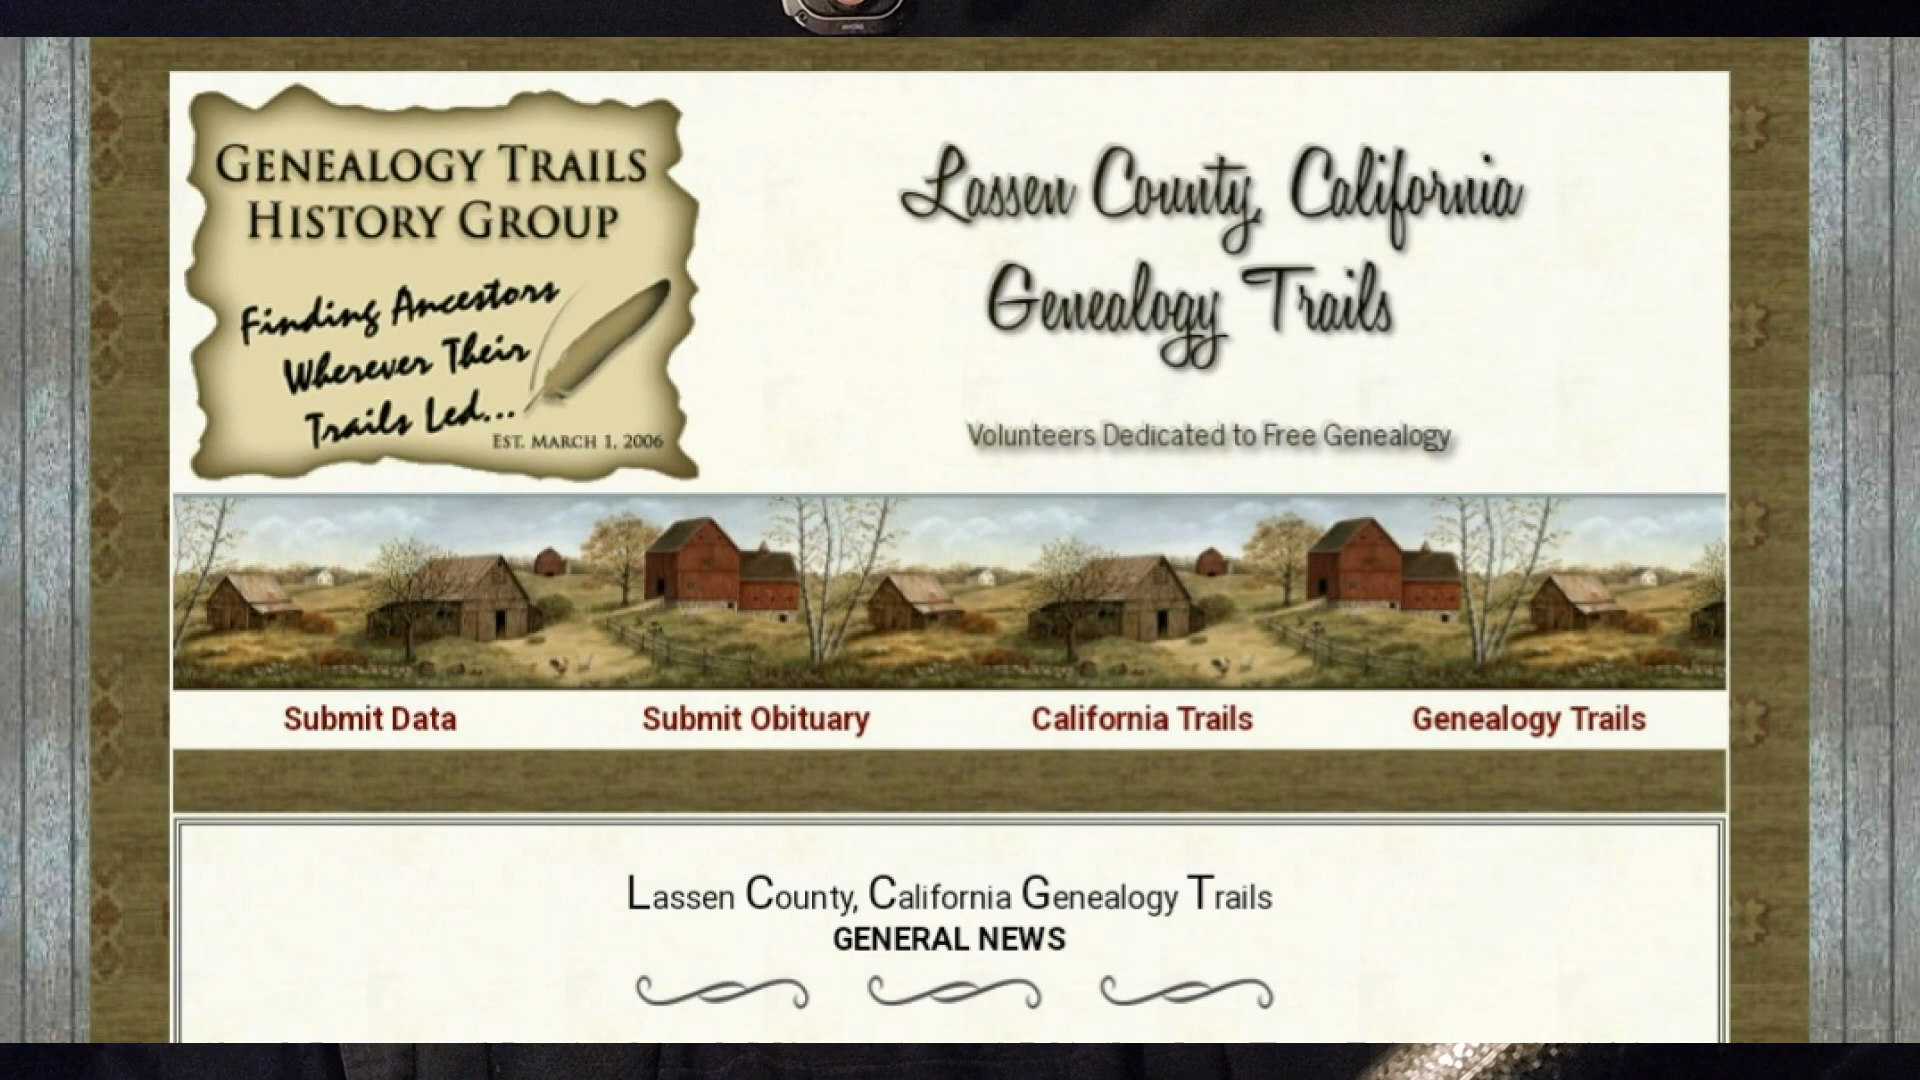 GENEALOGY TRAILS
HISTORY GROUP
Finding Ancestors
Wherever Their
Trails Led...
EST. MARCH 1, 2006
Lassen County, California
Genealogy Trails
Volunteers Dedicated to Free Genealogy
Submit Data
Submit Obituary
California Trails
Genealogy Trails
Lassen County, California Genealogy Trails
GENERAL NEWS